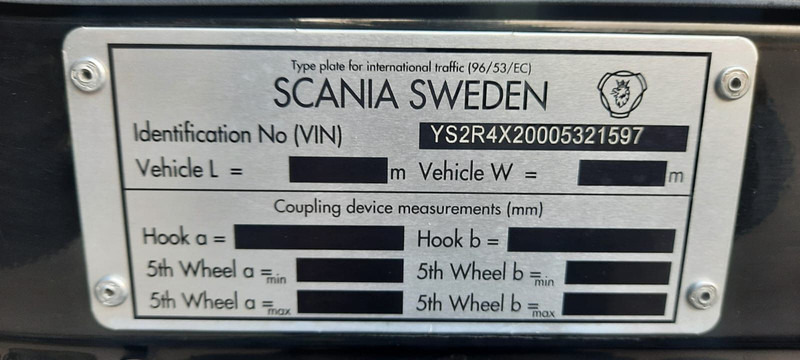 Type plate for international traffic (96/53/EC)
SCANIA SWEDEN
Identification No (VIN) YS2R4X20005321597
Vehicle L = m Vehicle W = m
Coupling device measurements (mm)
Hook a = Hook b =
5th Wheel a = min 5th Wheel b = min
5th Wheel a = max 5th Wheel b = max